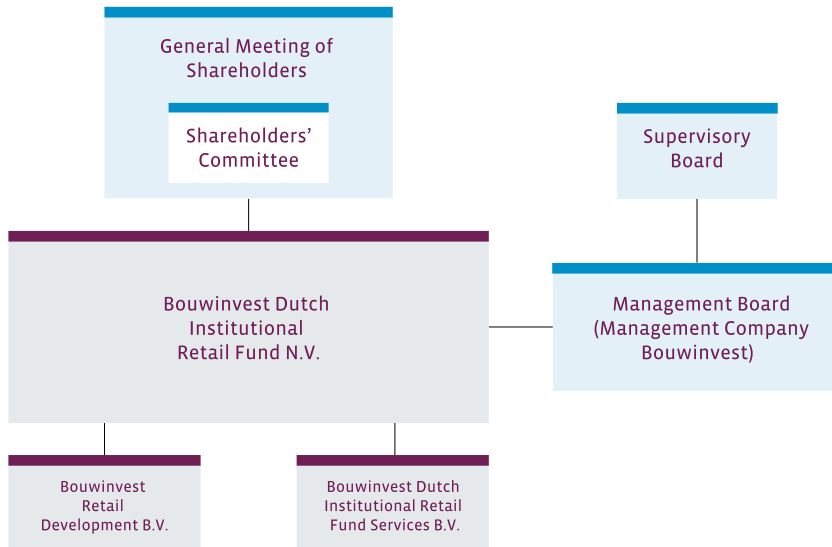 General Meeting of
Shareholders
Shareholders’
Committee
Supervisory
Board
Bouwinvest Dutch
Institutional
Retail Fund N.V.
Management Board
(Management Company
Bouwinvest)
Bouwinvest
Retail
Development B.V.
Bouwinvest Dutch
Institutional Retail
Fund Services B.V.